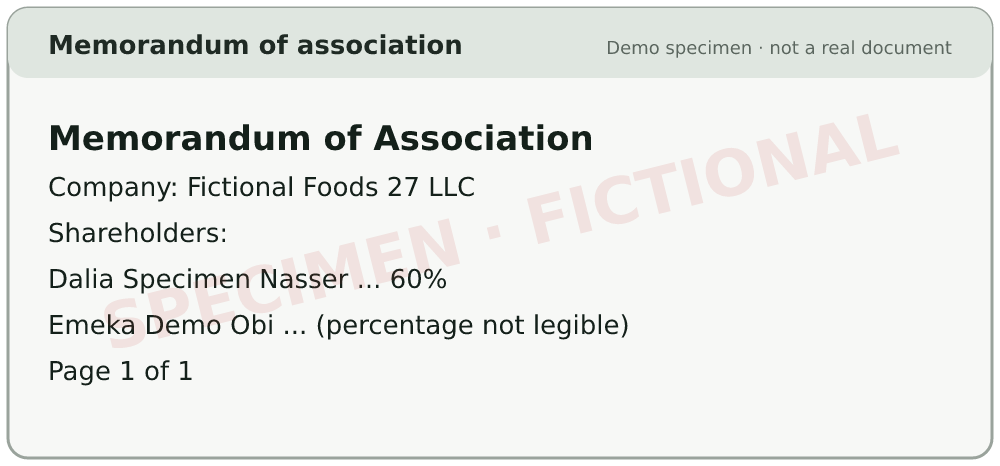 Memorandum of association
Demo specimen · not a real document
Memorandum of Association
Company: Fictional Foods 27 LLC
Shareholders:
Dalia Specimen Nasser ... 60%
Emeka Demo Obi ... (percentage not legible)
Page 1 of 1
SPECIMEN · FICTIONAL